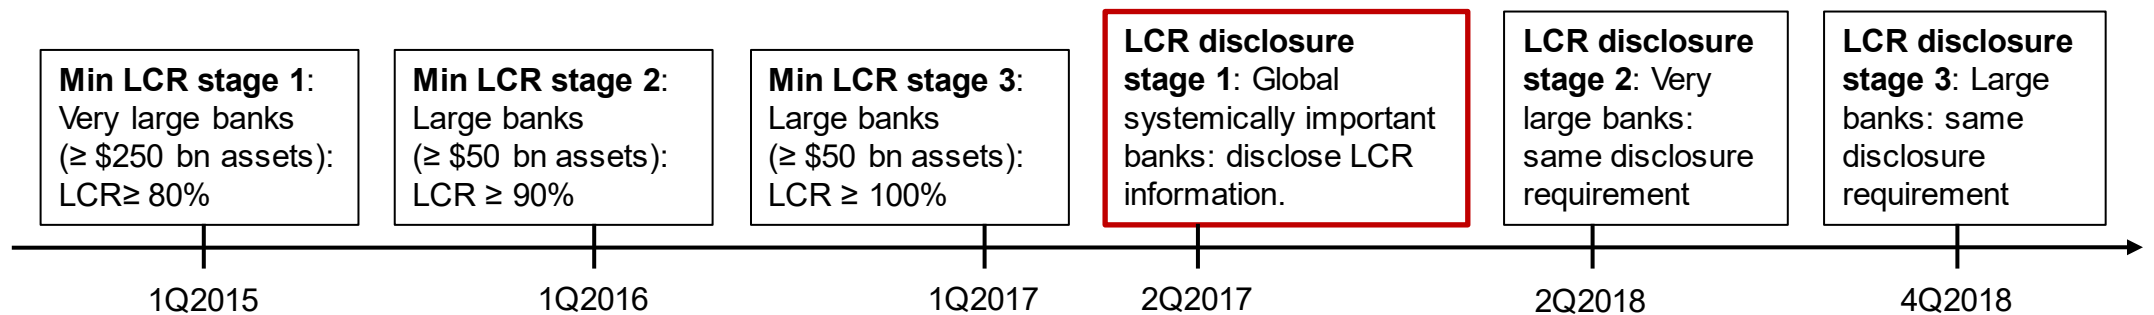 Min LCR stage 1:
Very large banks
(≥ $250 bn assets):
LCR≥ 80%
Min LCR stage 2:
Large banks
(≥ $50 bn assets):
LCR ≥ 90%
Min LCR stage 3:
Large banks
(≥ $50 bn assets):
LCR ≥ 100%
LCR disclosure
stage 1: Global
systemically important
banks: disclose LCR
information.
LCR disclosure
stage 2: Very
large banks:
same disclosure
requirement
LCR disclosure
stage 3: Large
banks: same
disclosure
requirement
1Q2015
1Q2016
1Q2017
2Q2017
2Q2018
4Q2018